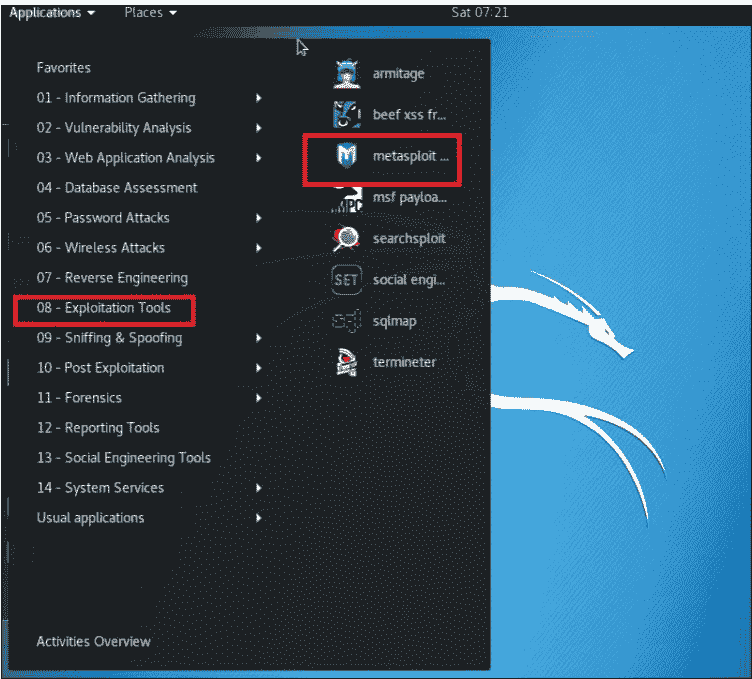 Applications Places Sat 07:21
Favorites
01 - Information Gathering
02 - Vulnerability Analysis
03 - Web Application Analysis
04 - Database Assessment
05 - Password Attacks
06 - Wireless Attacks
07 - Reverse Engineering
08 - Exploitation Tools
09 - Sniffing & Spoofing
10 - Post Exploitation
11 - Forensics
12 - Reporting Tools
13 - Social Engineering Tools
14 - System Services
Usual applications
Activities Overview
armitage
beef xss fr...
metasploit ...
MPC
msf payloa...
searchsploit
SET
social engi...
sqlmap
termineter